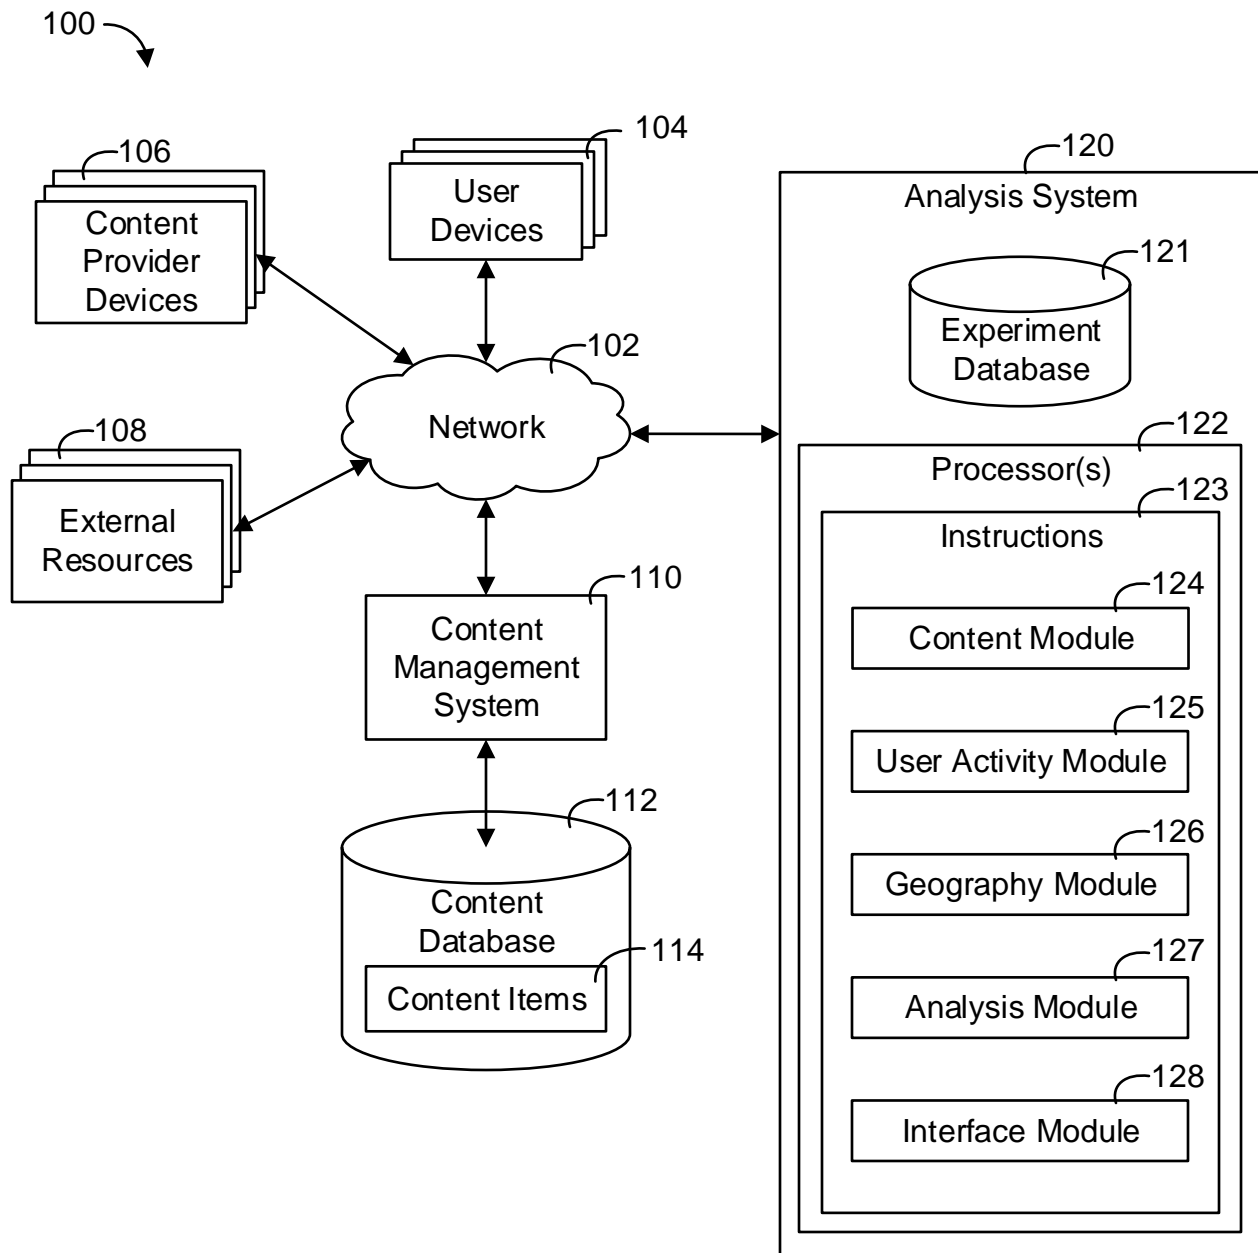 100
106
Content
Provider
Devices
104
User
Devices
102
Network
108
External
Resources
110
Content
Management
System
112
Content
Database
114
Content Items
120
Analysis System
121
Experiment
Database
122
Processor(s)
123
Instructions
124
Content Module
125
User Activity Module
126
Geography Module
127
Analysis Module
128
Interface Module